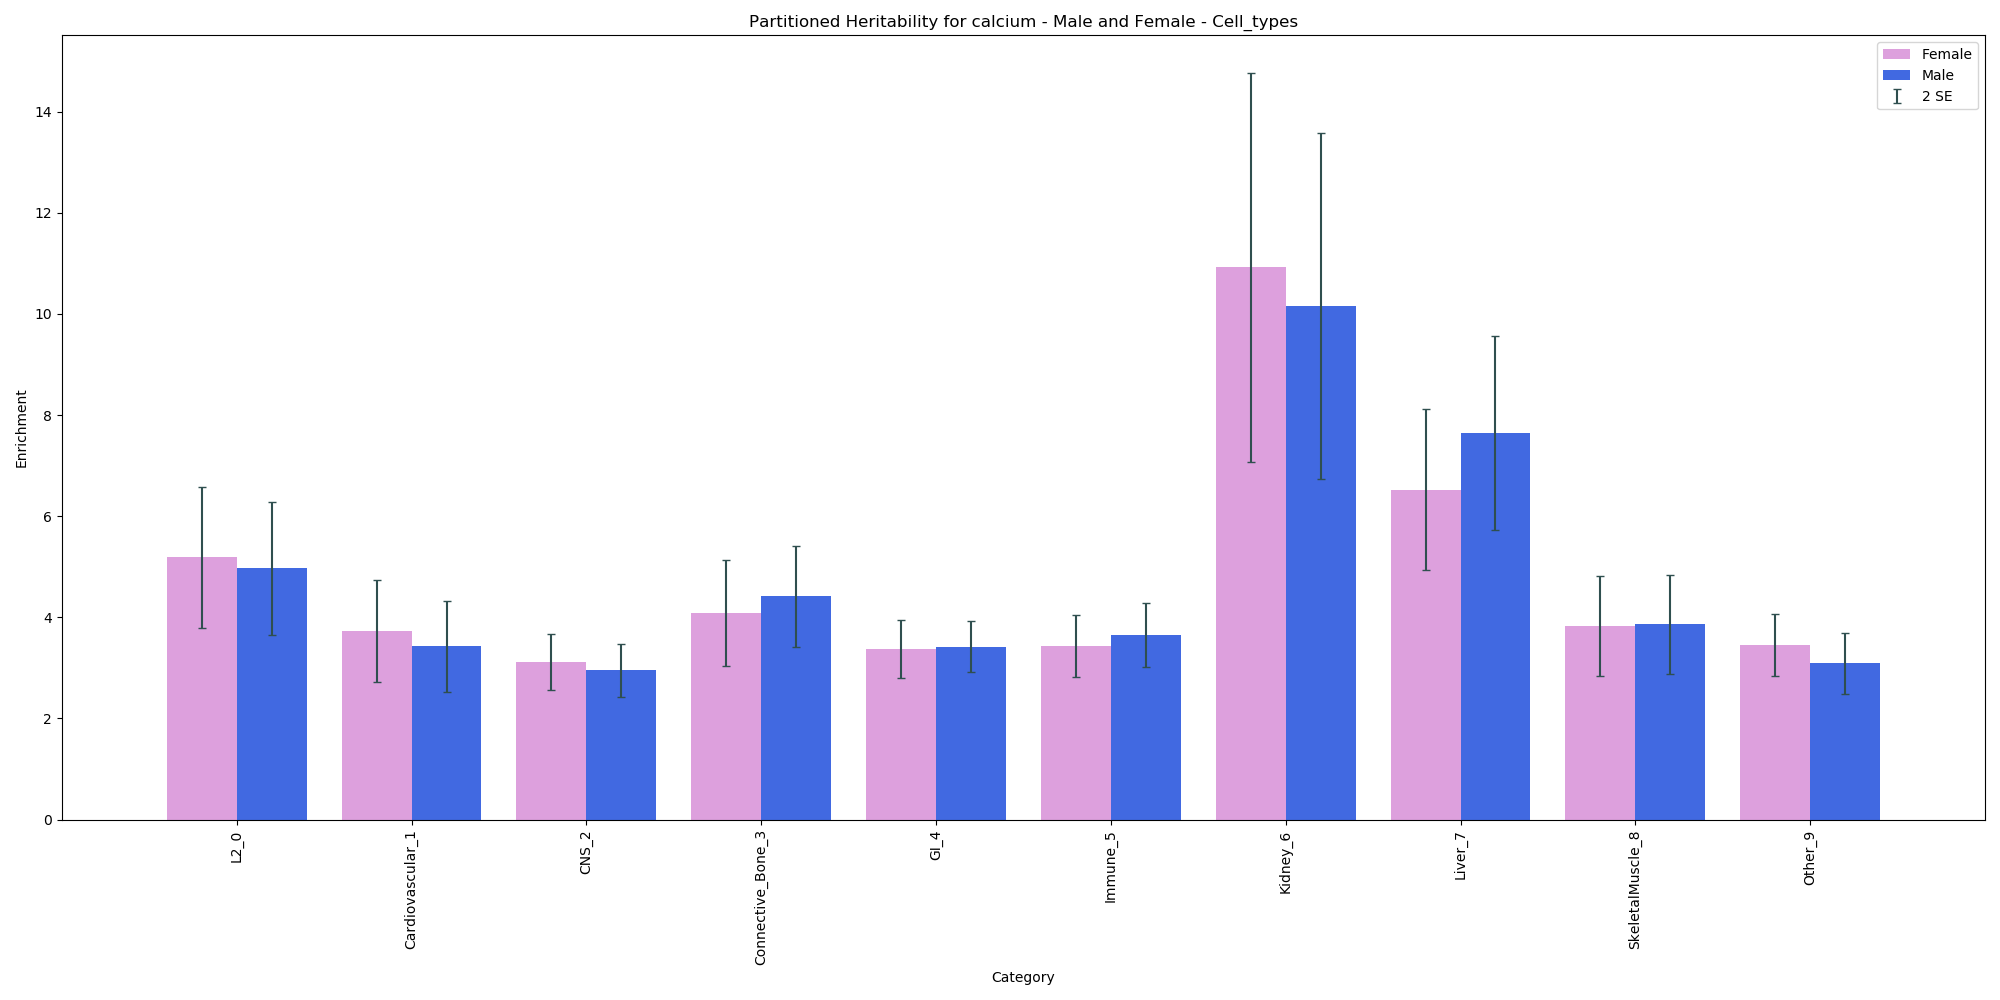 Partitioned Heritability for calcium - Male and Female - Cell_types
Female
Male
2 SE
14
12
10
8
6
4
2
0
Enrichment
L2_0
Cardiovascular_1
CNS_2
Connective_Bone_3
GI_4
Immune_5
Kidney_6
Liver_7
SkeletalMuscle_8
Other_9
Category